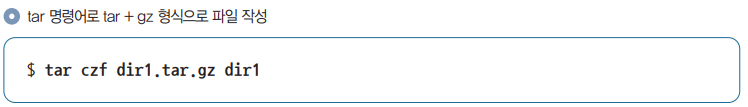 tar 명령어로 tar + gz 형식으로 파일 작성
$ tar czf dir1.tar.gz dir1